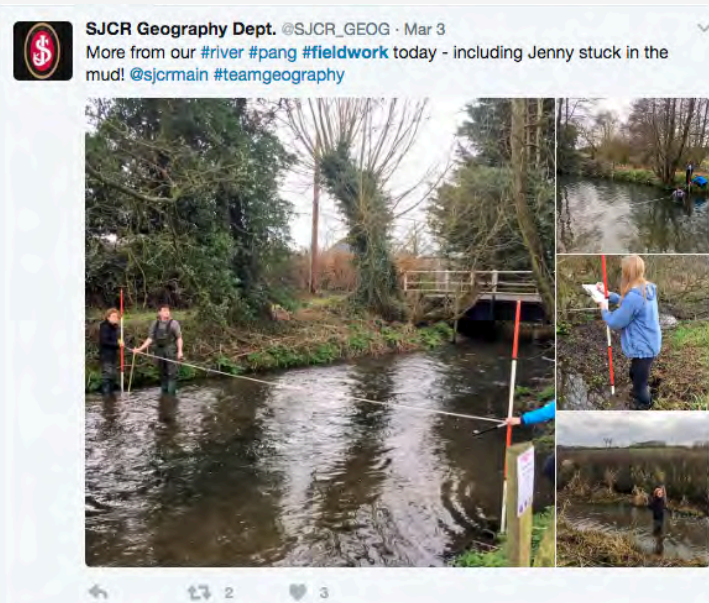 SJCR Geography Dept. @SJCR_GEOG · Mar 3
More from our #river #pang #fieldwork today - including Jenny stuck in the
mud! @sjcrmain #teamgeography
2 3